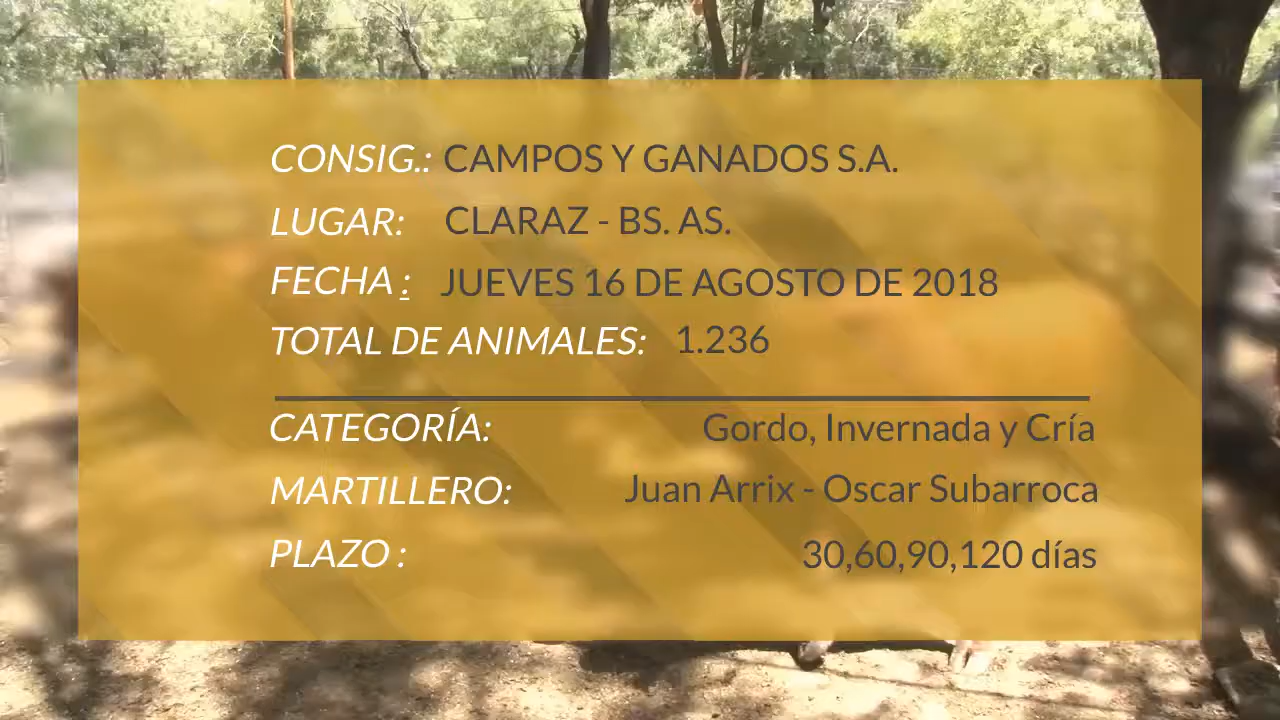 CONSIG.: CAMPOS Y GANADOS S.A.
LUGAR: CLARAZ - BS. AS.
FECHA : JUEVES 16 DE AGOSTO DE 2018
TOTAL DE ANIMALES: 1.236
CATEGORÍA: Gordo, Invernada y Cría
MARTILLERO: Juan Arrix - Oscar Subarroca
PLAZO : 30,60,90,120 días